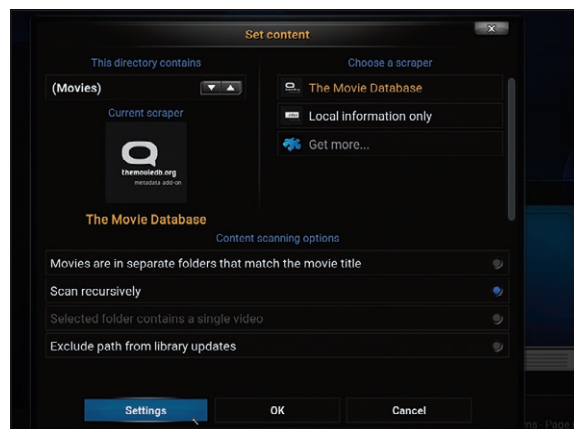 Set content
This directory contains
(Movies)
Current scraper
themoviedb.org
metadata add-on
The Movie Database
Choose a scraper
The Movie Database
Local information only
Get more...
Content scanning options
Movies are in separate folders that match the movie title
Scan recursively
Selected folder contains a single video
Exclude path from library updates
Settings
OK
Cancel
ms - Page